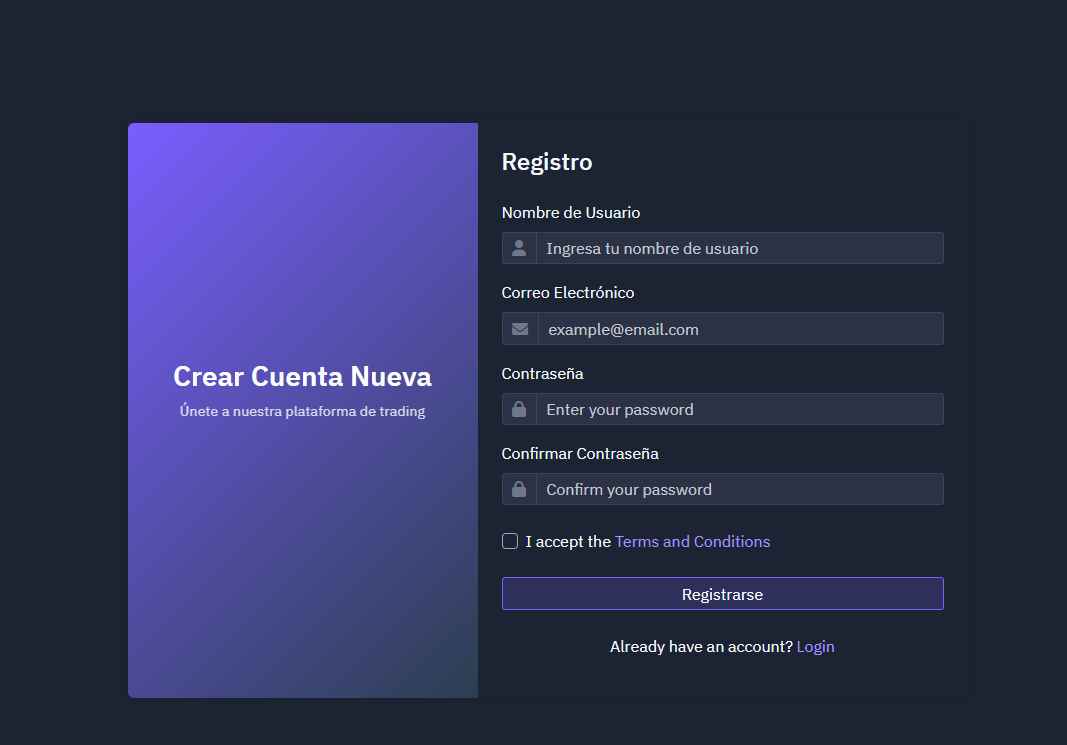 Registro
Nombre de Usuario
Ingresa tu nombre de usuario
Correo Electrónico
example@email.com
Crear Cuenta Nueva
Únete a nuestra plataforma de trading
Contraseña
Enter your password
Confirmar Contraseña
Confirm your password
I accept the Terms and Conditions
Registrarse
Already have an account? Login